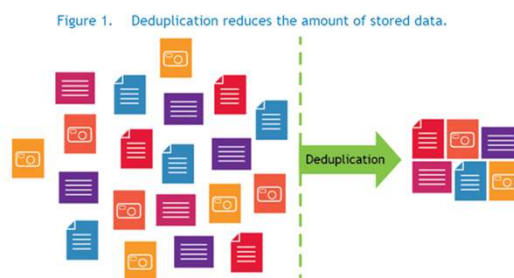 Figure 1. Deduplication reduces the amount of stored data.
Deduplication